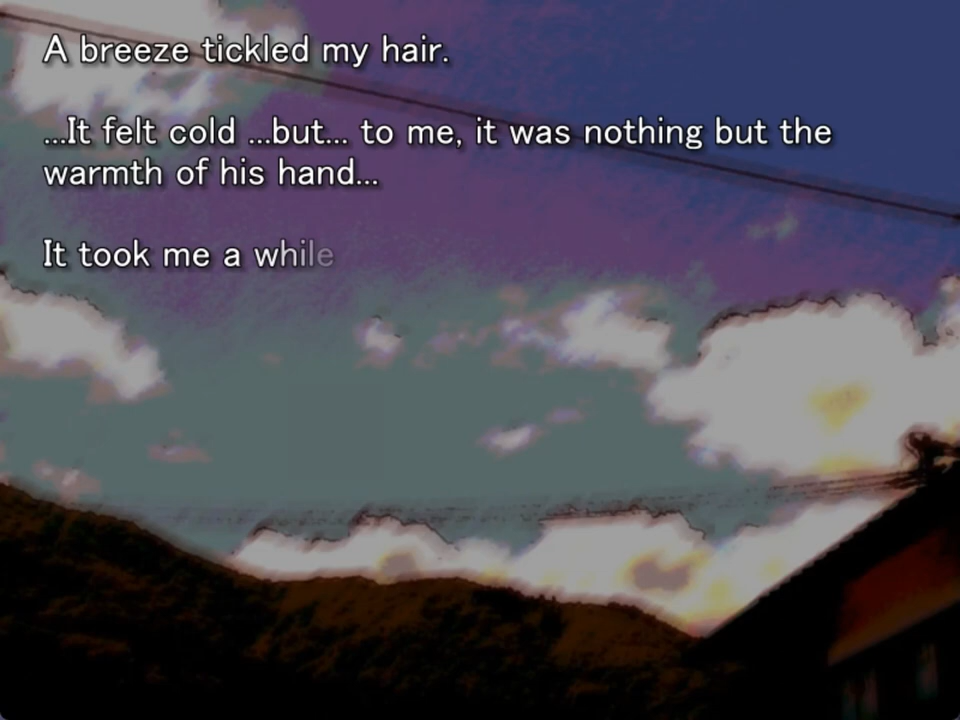 A breeze tickled my hair.
...It felt cold ...but... to me, it was nothing but the
warmth of his hand...
It took me a while